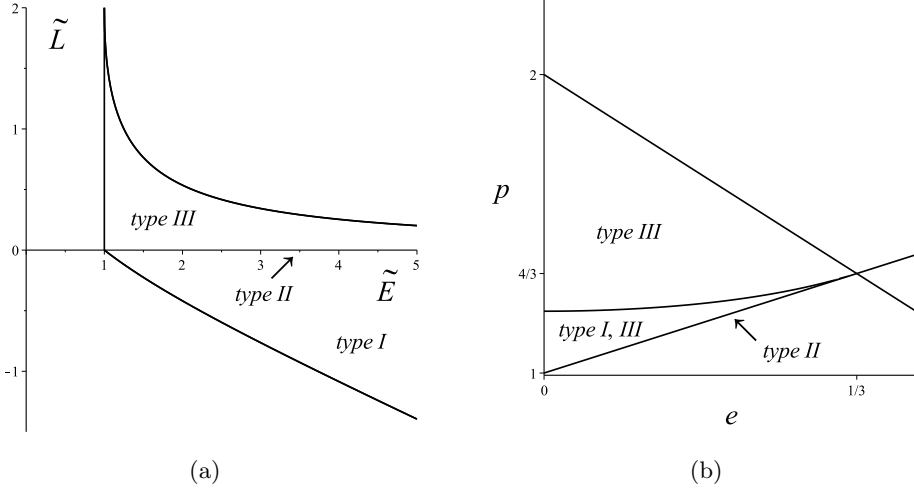 2
L̃
1
type III
0
1
2
3
4
5
type II
Ẽ
type I
−1
(a)
2
p
type III
4/3
type I, III
type II
1
0
1/3
e
(b)